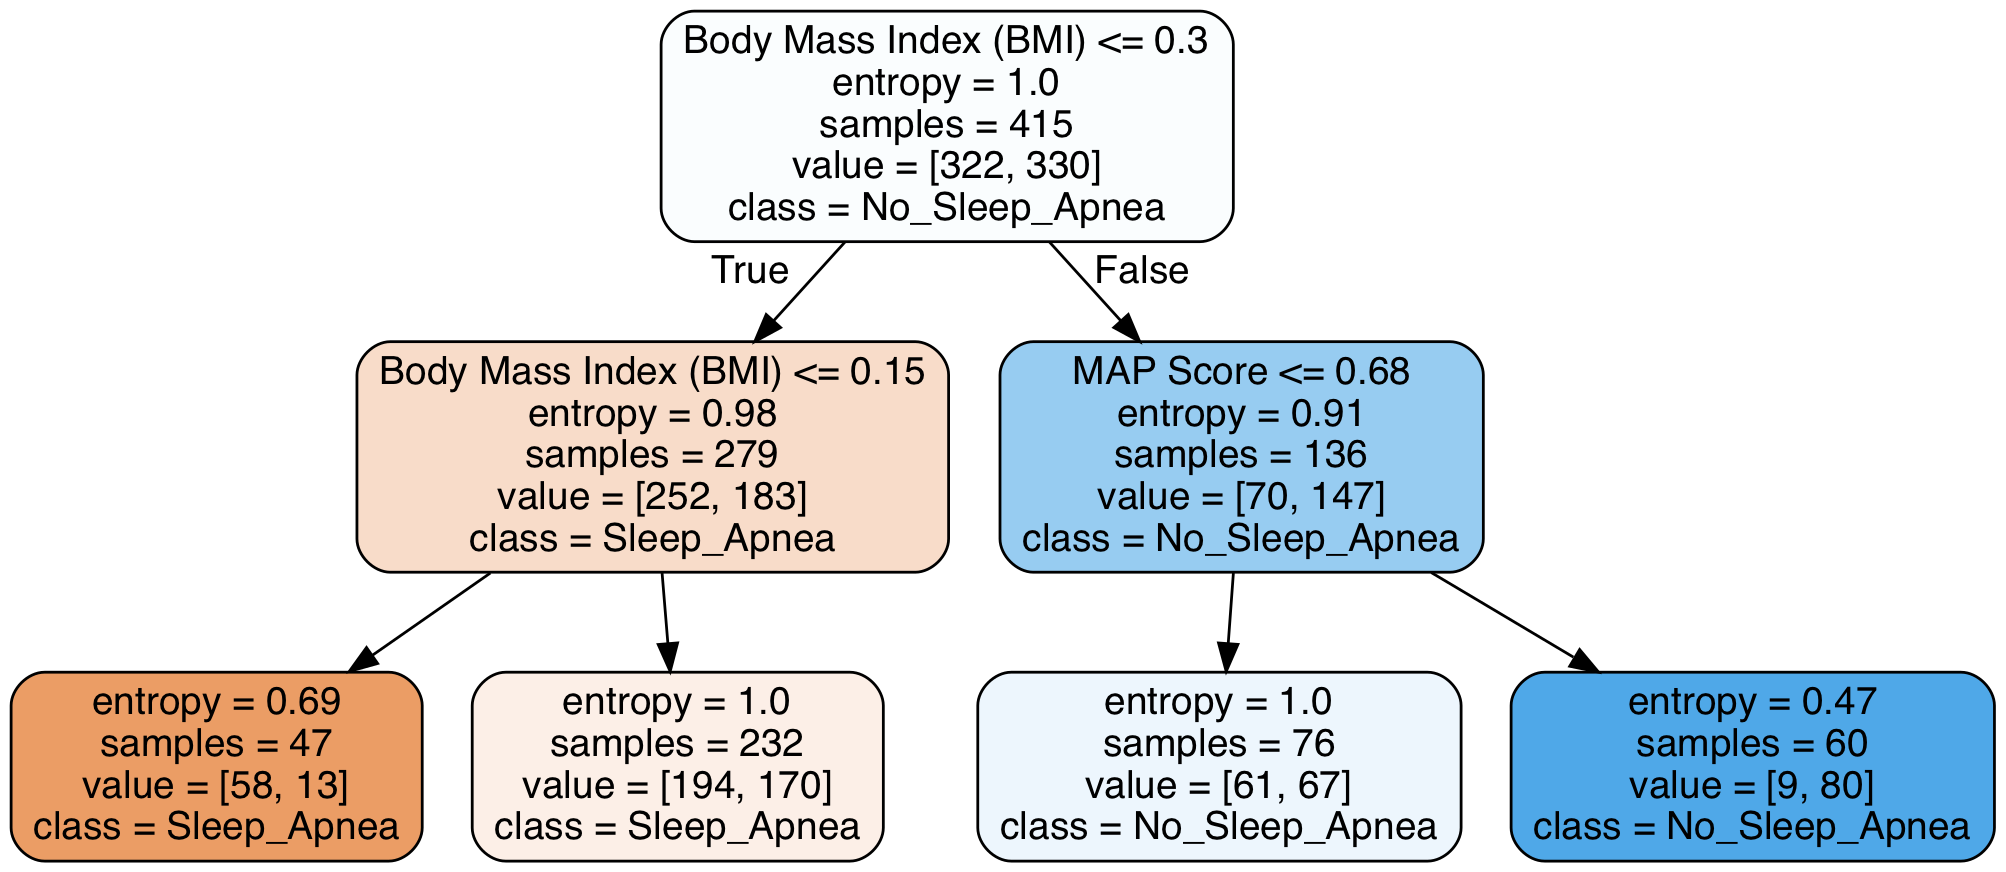 Body Mass Index (BMI) <= 0.3
entropy = 1.0
samples = 415
value = [322, 330]
class = No_Sleep_Apnea
True
False
Body Mass Index (BMI) <= 0.15
entropy = 0.98
samples = 279
value = [252, 183]
class = Sleep_Apnea
MAP Score <= 0.68
entropy = 0.91
samples = 136
value = [70, 147]
class = No_Sleep_Apnea
entropy = 0.69
samples = 47
value = [58, 13]
class = Sleep_Apnea
entropy = 1.0
samples = 232
value = [194, 170]
class = Sleep_Apnea
entropy = 1.0
samples = 76
value = [61, 67]
class = No_Sleep_Apnea
entropy = 0.47
samples = 60
value = [9, 80]
class = No_Sleep_Apnea